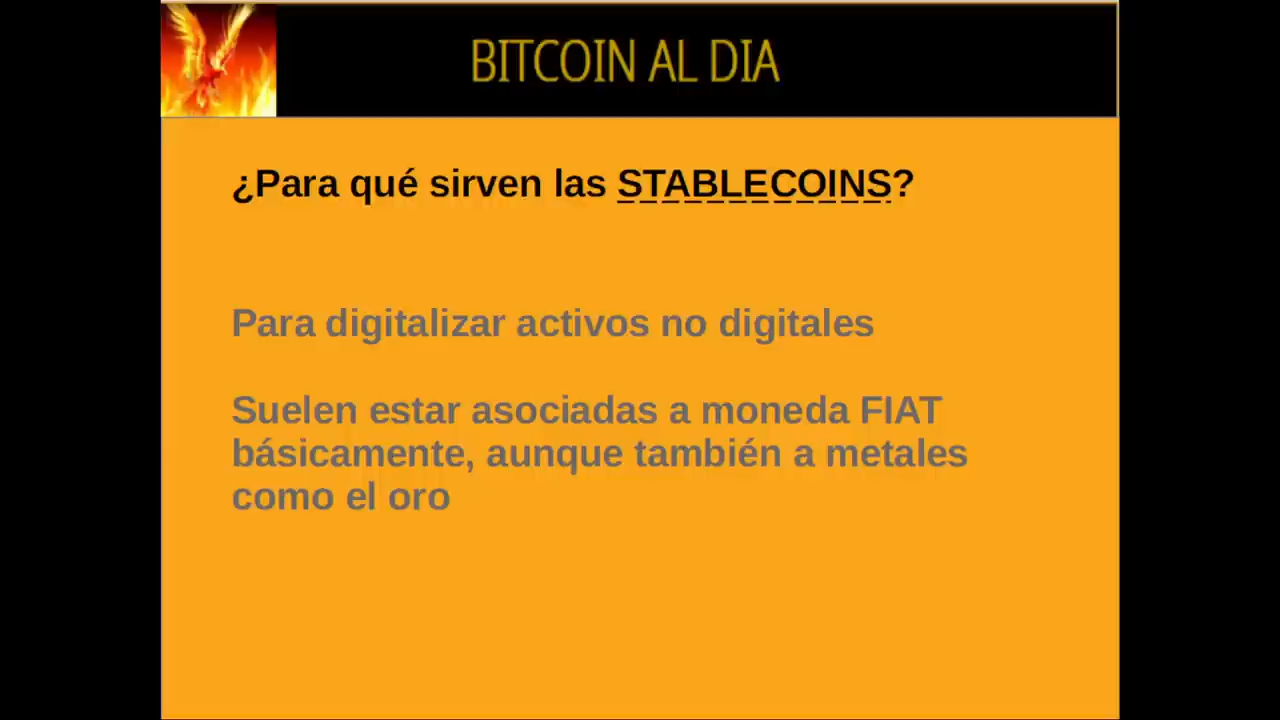 BITCOIN AL DIA
¿Para qué sirven las STABLECOINS?
Para digitalizar activos no digitales
Suelen estar asociadas a moneda FIAT
básicamente, aunque también a metales
como el oro